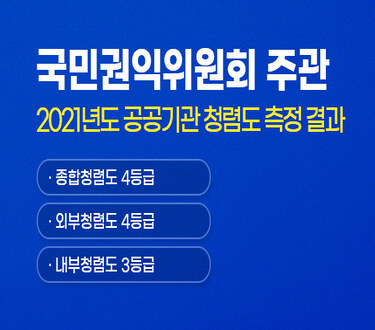 국민권익위원회 주관
2021년도 공공기관 청렴도 측정 결과
· 종합청렴도 4등급
· 외부청렴도 4등급
· 내부청렴도 3등급